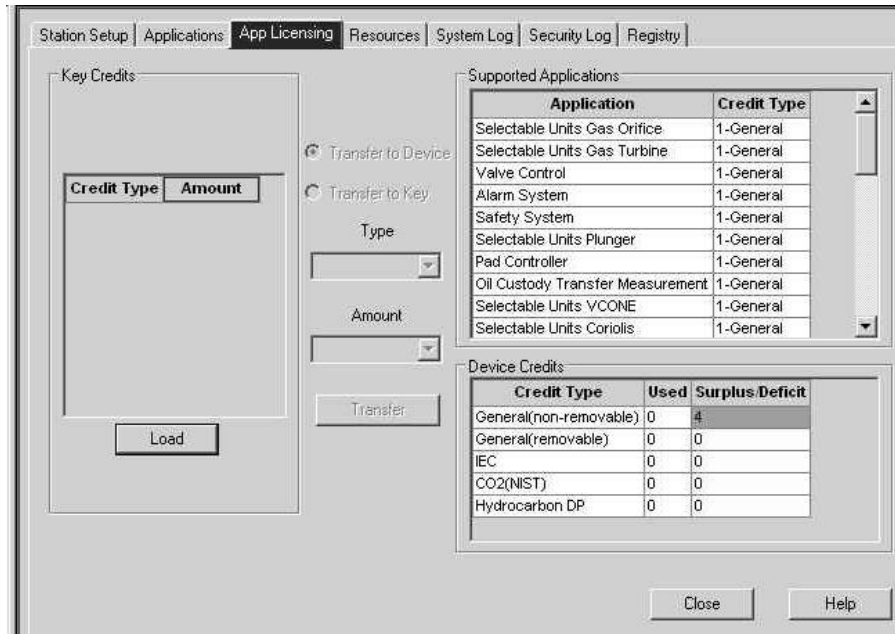 Station Setup Applications App Licensing Resources System Log Security Log Registry
Key Credits
Credit Type Amount
Load
Transfer to Device
Transfer to Key
Type
Amount
Transfer
Supported Applications
Application Credit Type
Selectable Units Gas Orifice 1-General
Selectable Units Gas Turbine 1-General
Valve Control 1-General
Alarm System 1-General
Safety System 1-General
Selectable Units Plunger 1-General
Pad Controller 1-General
Oil Custody Transfer Measurement 1-General
Selectable Units VCONE 1-General
Selectable Units Coriolis 1-General
Device Credits
Credit Type Used Surplus/Deficit
General(non-removable) 0 4
General(removable) 0 0
IEC 0 0
CO2(NIST) 0 0
Hydrocarbon DP 0 0
Close Help